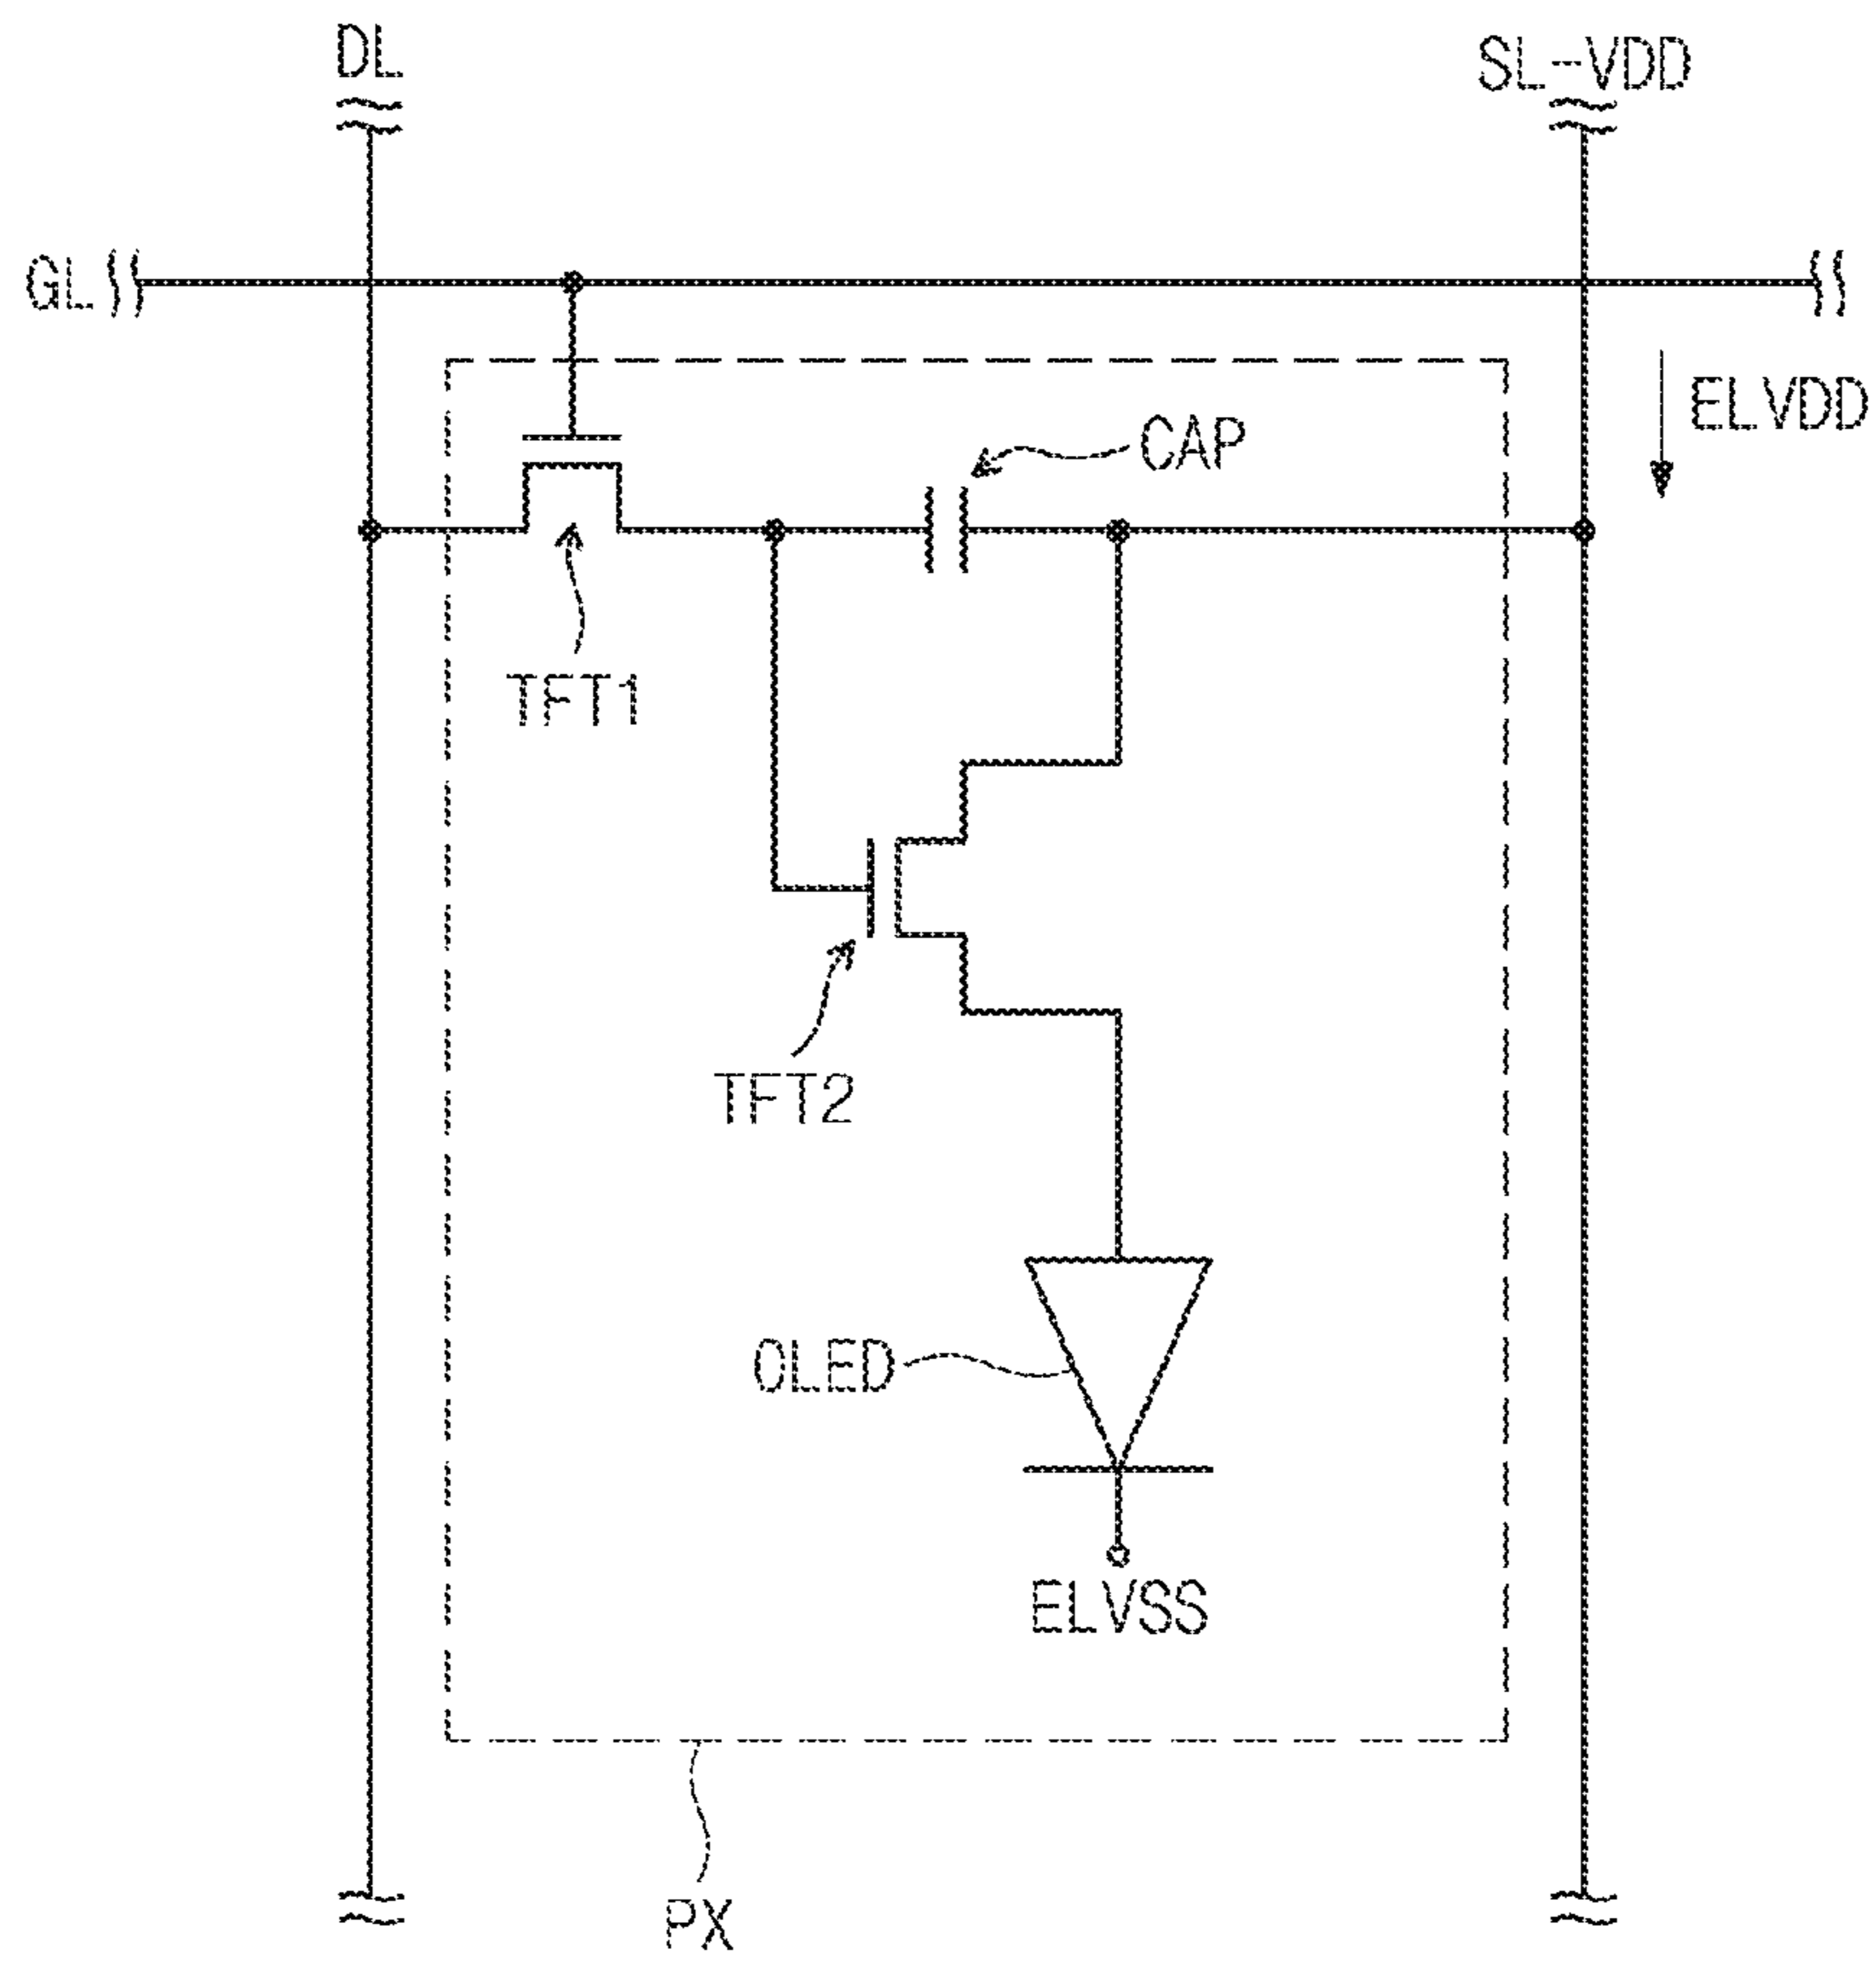 DL
SL-VDD
GL
ELVDD
CAP
TFT1
TFT2
OLED
ELVSS
PX